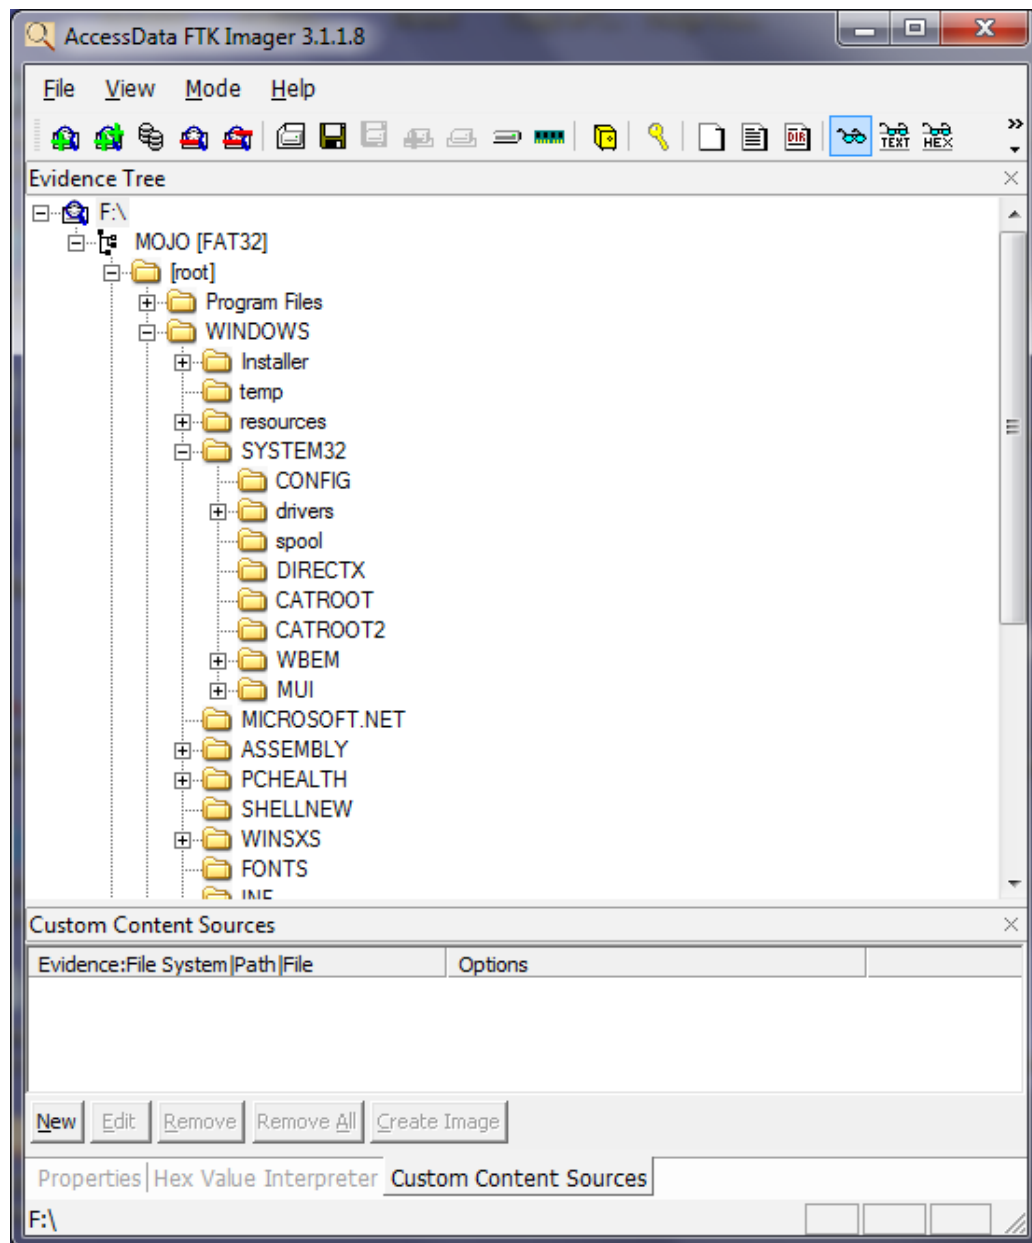 AccessData FTK Imager 3.1.1.8
File View Mode Help
DIR TEXT HEX
Evidence Tree
F:\
MOJO [FAT32]
[root]
Program Files
WINDOWS
Installer
temp
resources
SYSTEM32
CONFIG
drivers
spool
DIRECTX
CATROOT
CATROOT2
WBEM
MUI
MICROSOFT.NET
ASSEMBLY
PCHEALTH
SHELLNEW
WINSXS
FONTS
INF
Custom Content Sources
Evidence:File System|Path|File Options
New Edit Remove Remove All Create Image
Properties Hex Value Interpreter Custom Content Sources
F:\